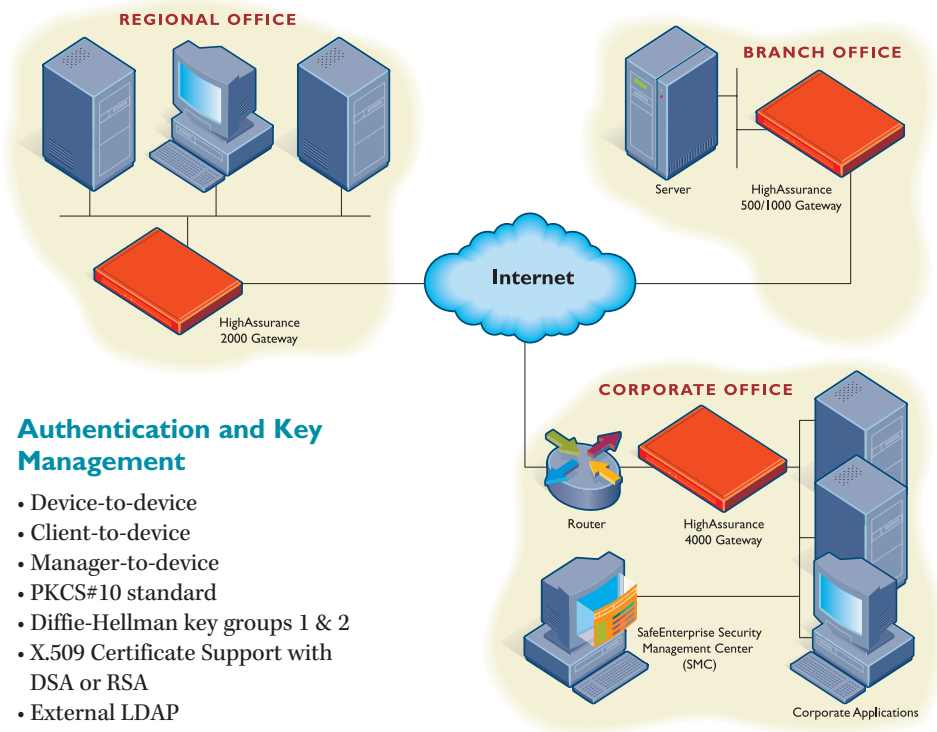 REGIONAL OFFICE
HighAssurance
2000 Gateway
BRANCH OFFICE
Server
HighAssurance
500/1000 Gateway
Internet
CORPORATE OFFICE
Router
HighAssurance
4000 Gateway
SafeEnterprise Security
Management Center
(SMC)
Corporate Applications
Authentication and Key
Management
• Device-to-device
• Client-to-device
• Manager-to-device
• PKCS#10 standard
• Diffie-Hellman key groups 1 & 2
• X.509 Certificate Support with
DSA or RSA
• External LDAP